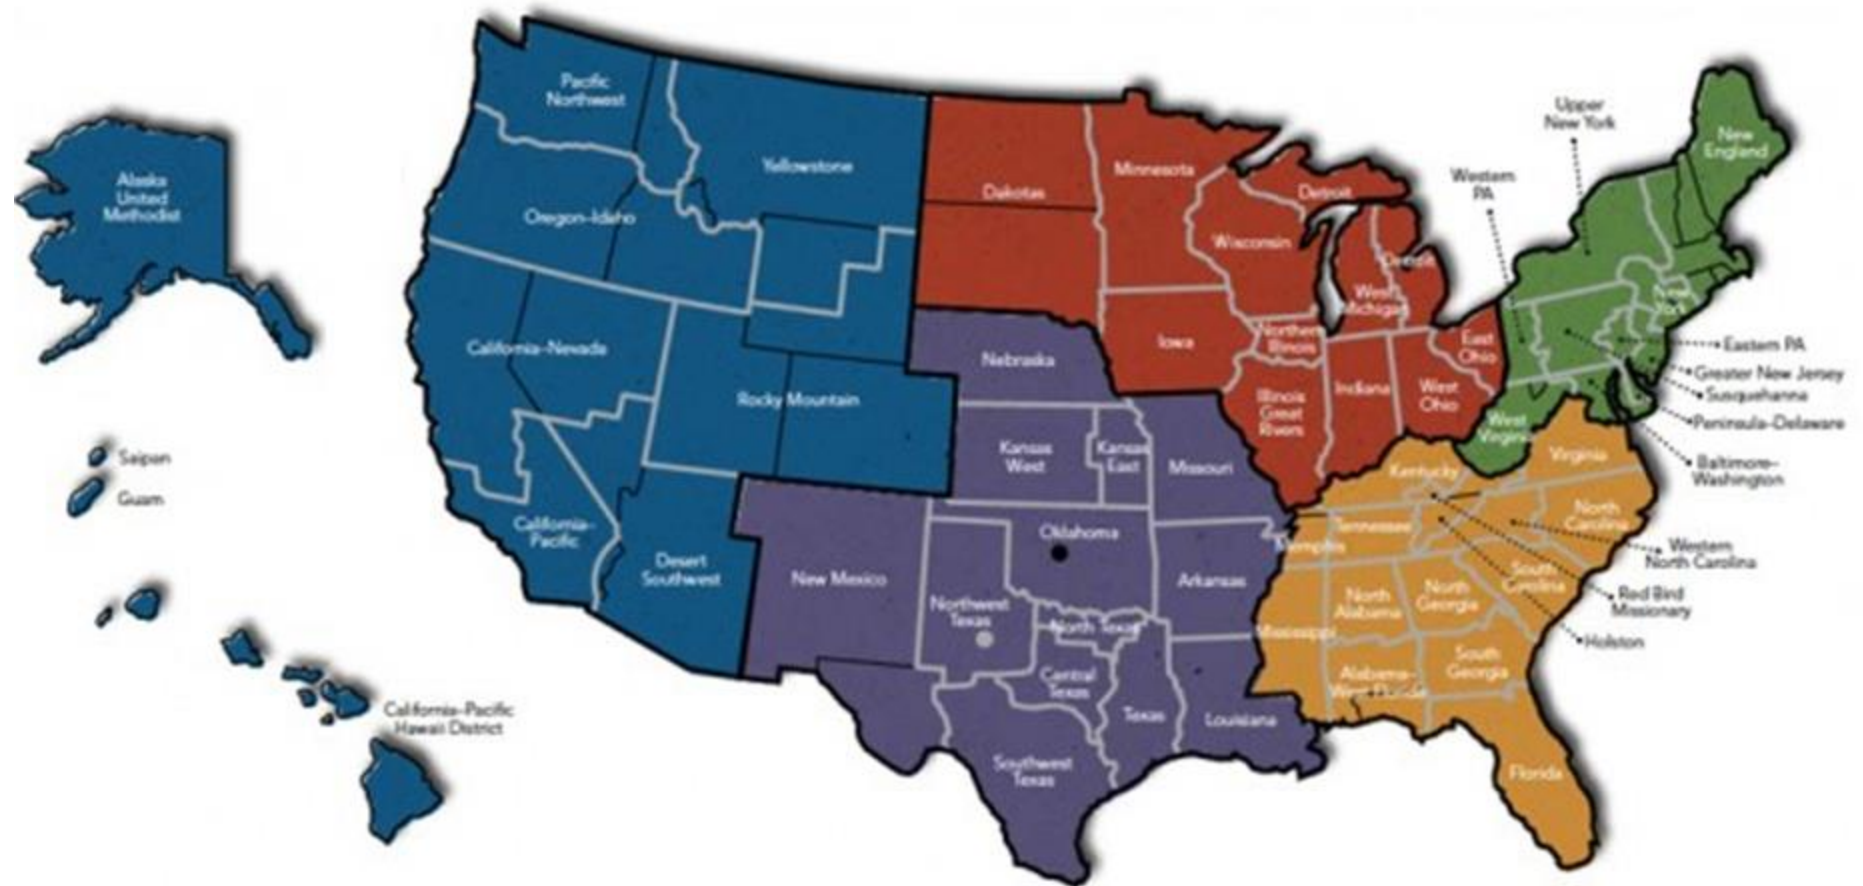 Alaska
United
Methodist
Saipan
Guam
California-Pacific
Hawaii District
Pacific
Northwest
Yellowstone
Oregon-Idaho
California-Nevada
Rocky Mountain
California-
Pacific
Desert
Southwest
Dakotas
Minnesota
Detroit
Wisconsin
Detroit
West
Michigan
Iowa
Northern
Illinois
East
Ohio
Illinois
Great
Rivers
Indiana
West
Ohio
Nebraska
Kansas
West
Kansas
East
Missouri
Oklahoma
New Mexico
Arkansas
Northwest
Texas
North Texas
Central
Texas
Texas
Louisiana
Southwest
Texas
Upper
New York
New
England
Western
PA
New
York
Eastern PA
Greater New Jersey
Susquehanna
Peninsula-Delaware
Baltimore-
Washington
West
Virginia
Virginia
Kentucky
North
Carolina
Tennessee
Memphis
Western
North Carolina
South
Carolina
North
Alabama
North
Georgia
Red Bird
Missionary
Holston
Mississippi
South
Georgia
Alabama-
West Florida
Florida